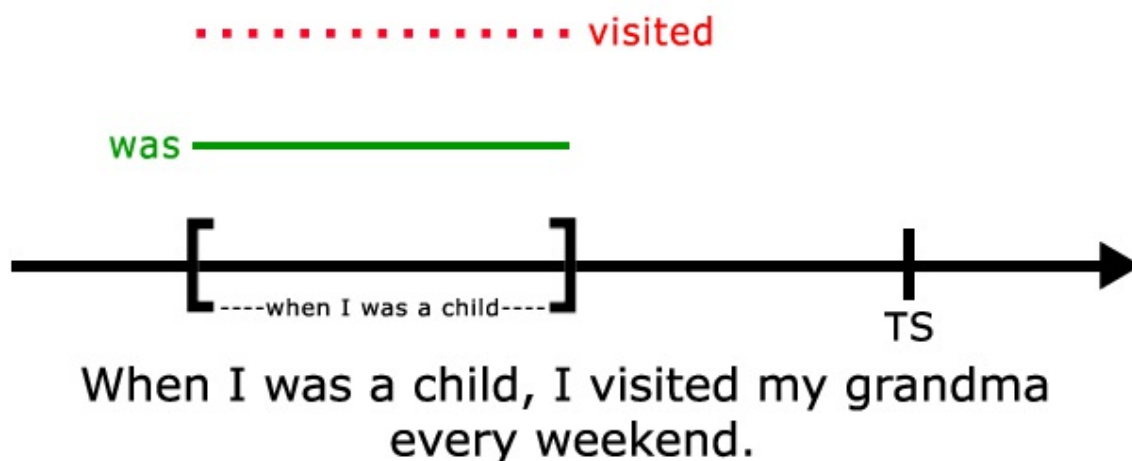 visited
was
----when I was a child----
TS
When I was a child, I visited my grandma
every weekend.